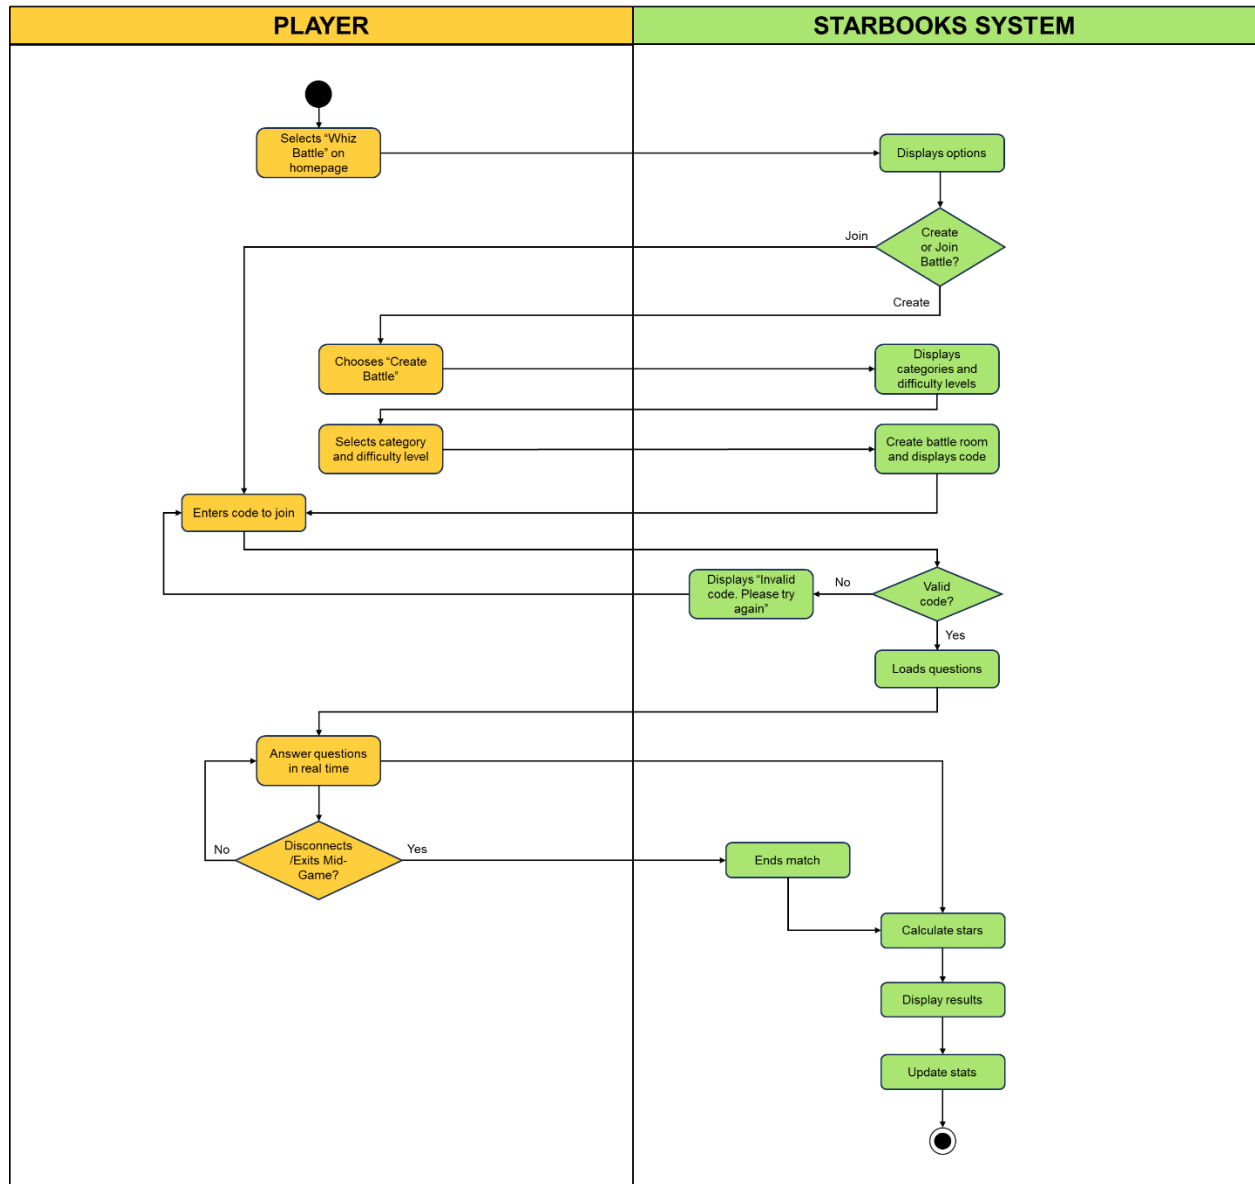 PLAYER
STARBOOKS SYSTEM
Selects “Whiz
Battle” on
homepage
Displays options
Create
or Join
Battle?
Join
Create
Chooses “Create
Battle”
Displays
categories and
difficulty levels
Selects category
and difficulty level
Create battle room
and displays code
Enters code to join
Displays “Invalid
code. Please try
again”
No
Valid
code?
Yes
Loads questions
Answer questions
in real time
No
Disconnects
/Exits Mid-
Game?
Yes
Ends match
Calculate stars
Display results
Update stats